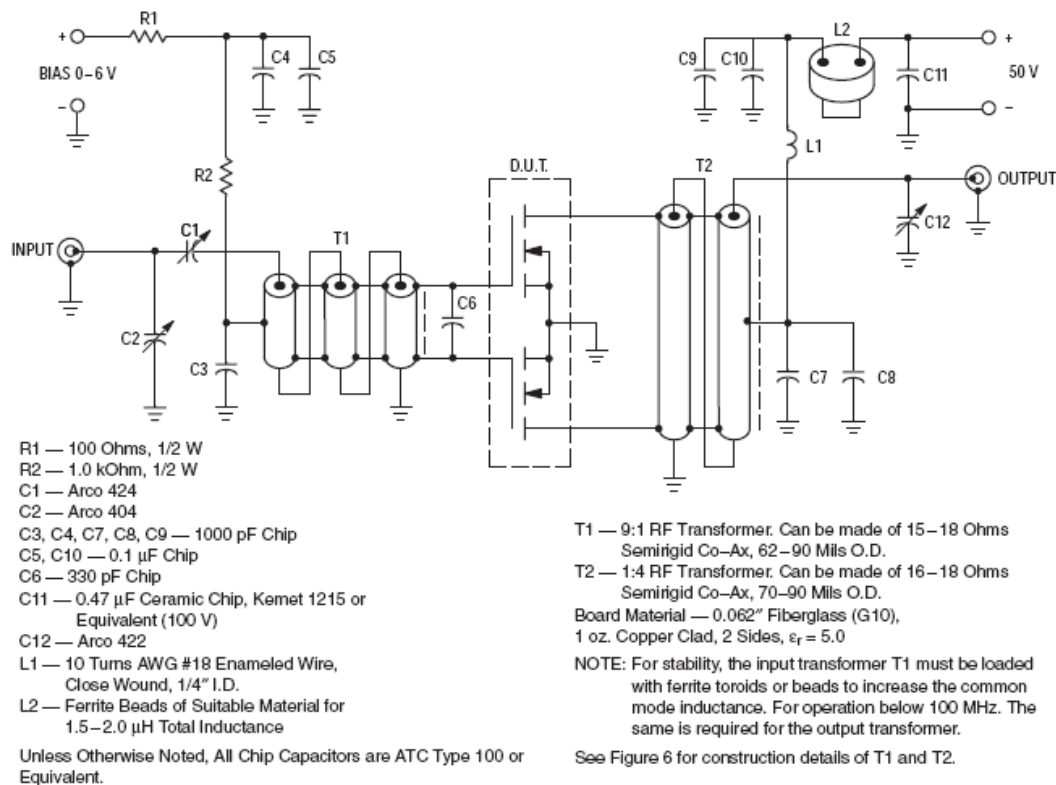 R1
+
BIAS 0–6 V
–
C4
C5
R2
L2
C9
C10
C11
+
50 V
–
L1
D.U.T.
T2
OUTPUT
C12
INPUT
C1
T1
C2
C3
C6
C7
C8
R1 — 100 Ohms, 1/2 W
R2 — 1.0 kOhm, 1/2 W
C1 — Arco 424
C2 — Arco 404
C3, C4, C7, C8, C9 — 1000 pF Chip
C5, C10 — 0.1 µF Chip
C6 — 330 pF Chip
C11 — 0.47 µF Ceramic Chip, Kemet 1215 or
Equivalent (100 V)
C12 — Arco 422
L1 — 10 Turns AWG #18 Enameled Wire,
Close Wound, 1/4″ I.D.
L2 — Ferrite Beads of Suitable Material for
1.5–2.0 µH Total Inductance
Unless Otherwise Noted, All Chip Capacitors are ATC Type 100 or
Equivalent.
T1 — 9:1 RF Transformer. Can be made of 15–18 Ohms
Semirigid Co–Ax, 62–90 Mils O.D.
T2 — 1:4 RF Transformer. Can be made of 16–18 Ohms
Semirigid Co–Ax, 70–90 Mils O.D.
Board Material — 0.062″ Fiberglass (G10),
1 oz. Copper Clad, 2 Sides, εr = 5.0
NOTE: For stability, the input transformer T1 must be loaded
with ferrite toroids or beads to increase the common
mode inductance. For operation below 100 MHz. The
same is required for the output transformer.
See Figure 6 for construction details of T1 and T2.